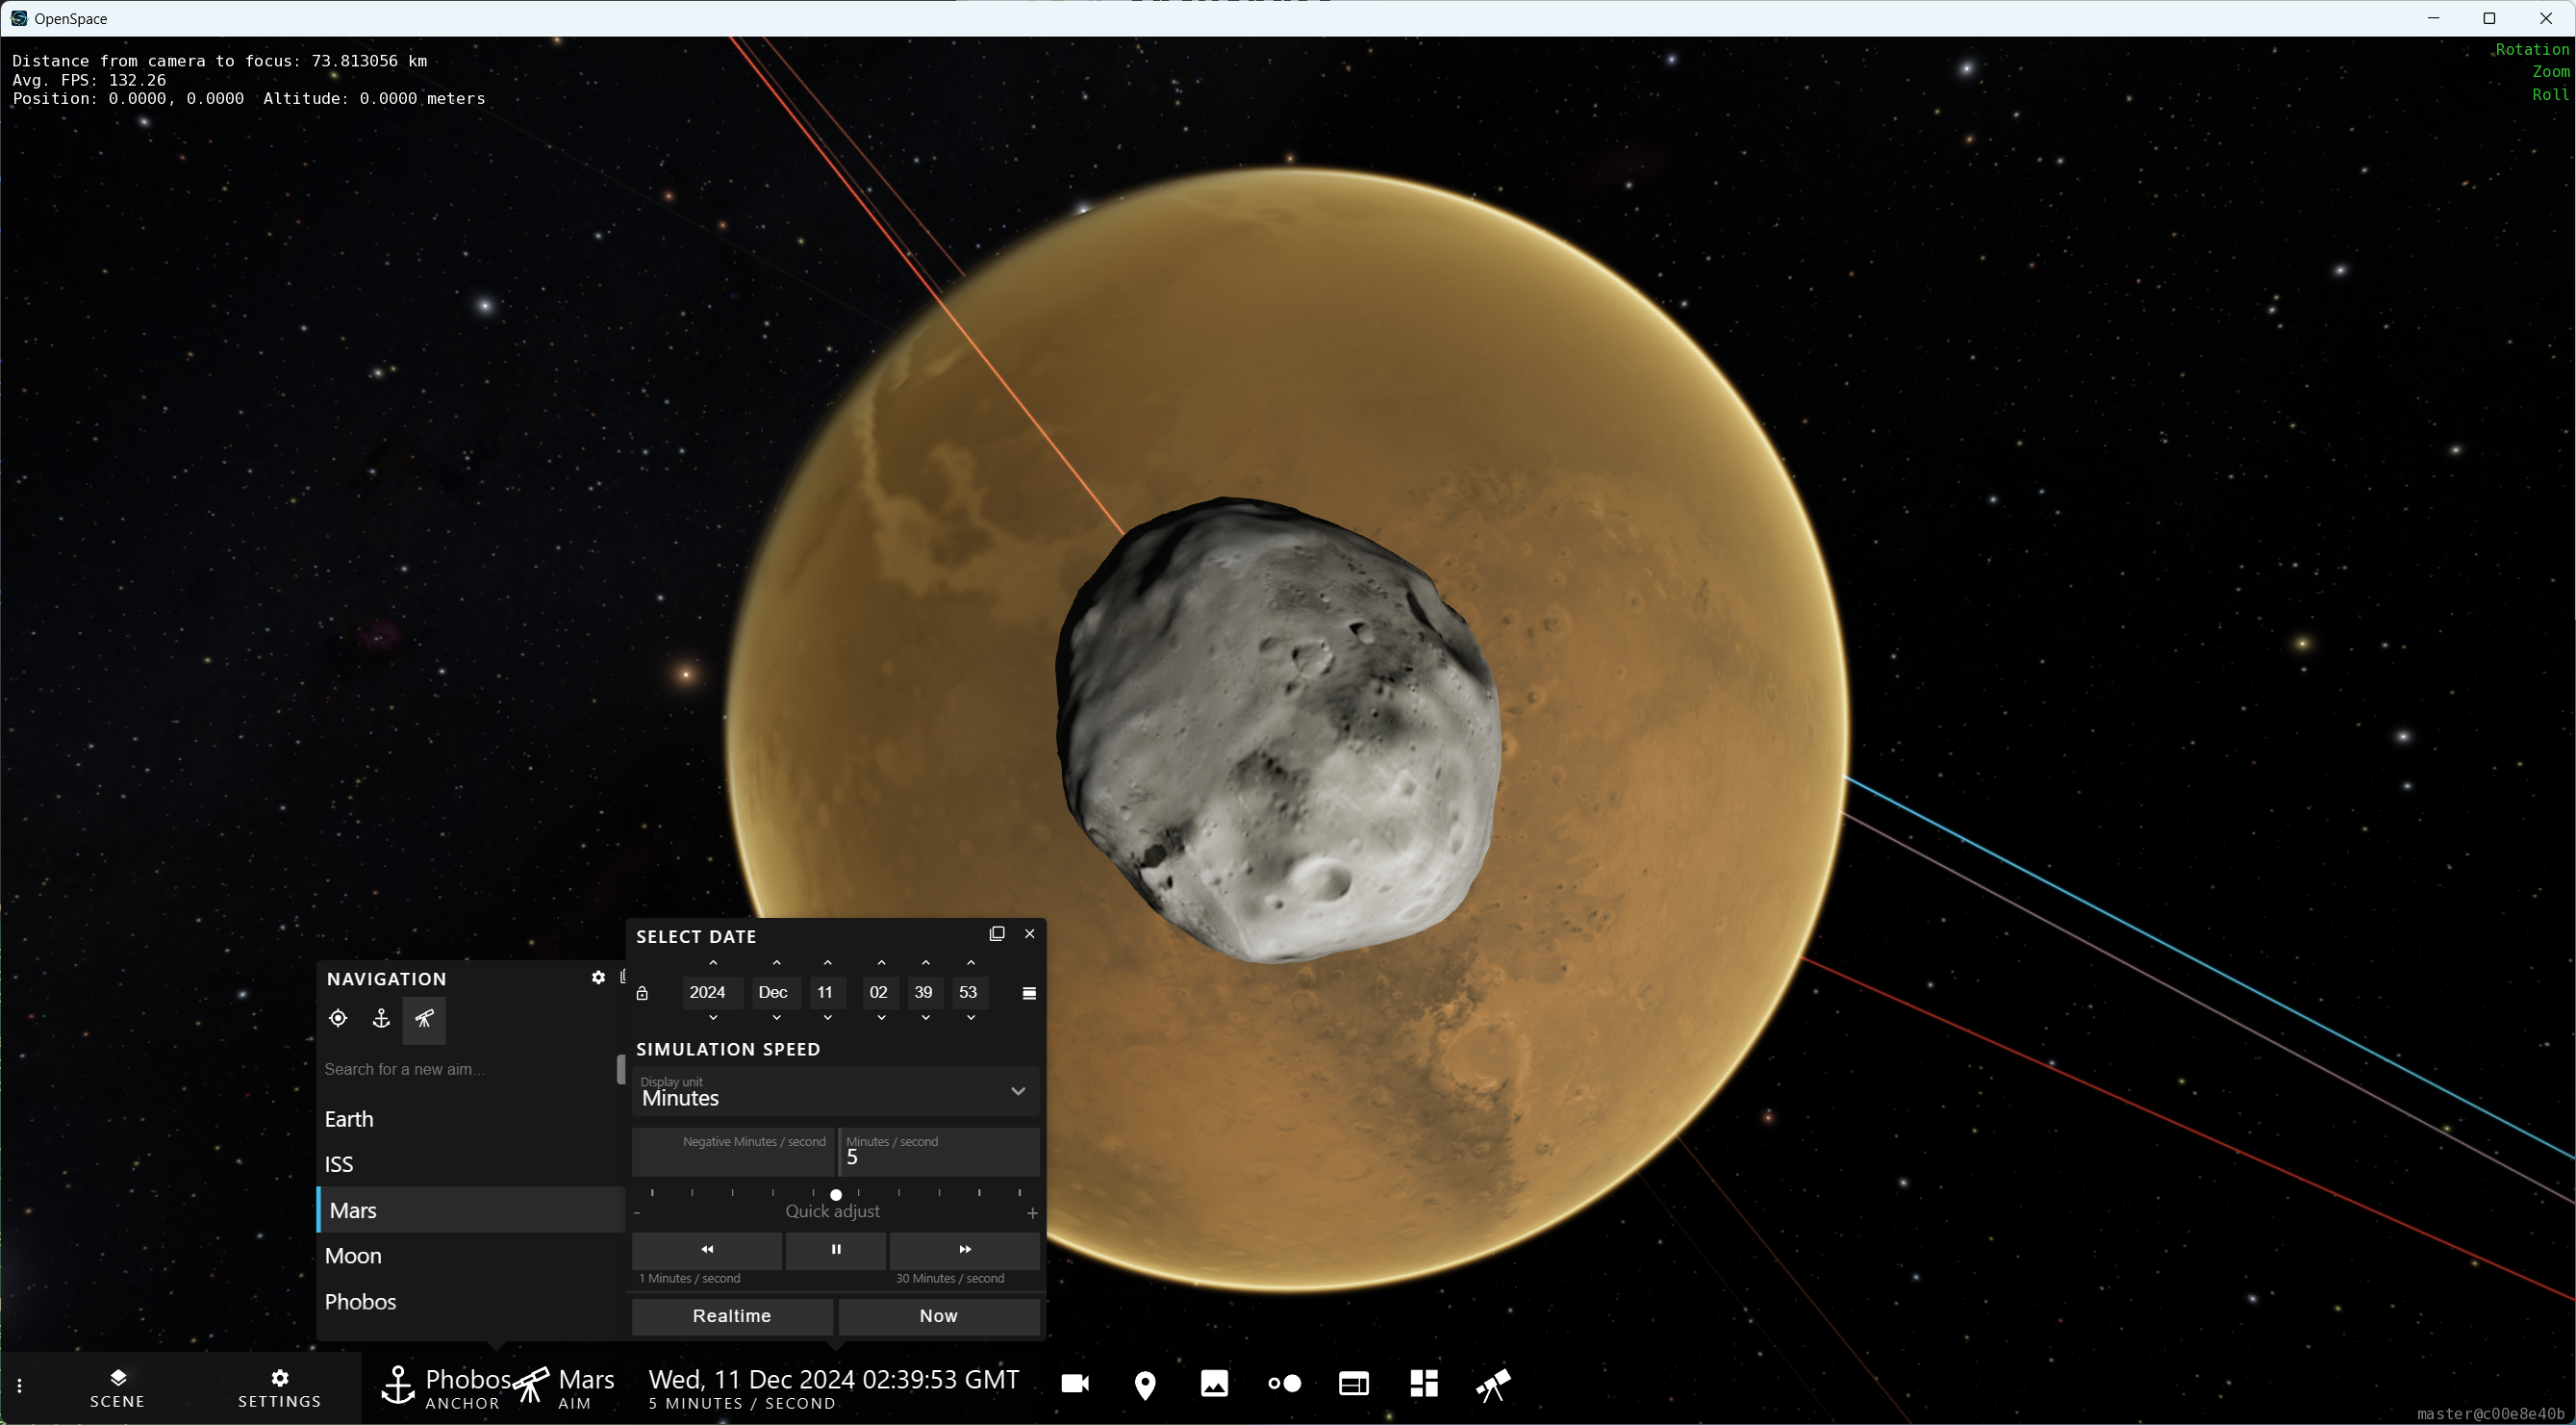 OpenSpace
Distance from camera to focus: 73.813056 km
Avg. FPS: 132.26
Position: 0.0000, 0.0000  Altitude: 0.0000 meters
Rotation
Zoom
Roll
NAVIGATION
Search for a new aim...
Earth
ISS
Mars
Moon
Phobos
SELECT DATE
2024 Dec 11 02 39 53
SIMULATION SPEED
Display unit
Minutes
Negative Minutes / second
Minutes / second
5
- Quick adjust +
1 Minutes / second
30 Minutes / second
Realtime
Now
SCENE
SETTINGS
Phobos
ANCHOR
Mars
AIM
Wed, 11 Dec 2024 02:39:53 GMT
5 MINUTES / SECOND
master@c00e8e40b